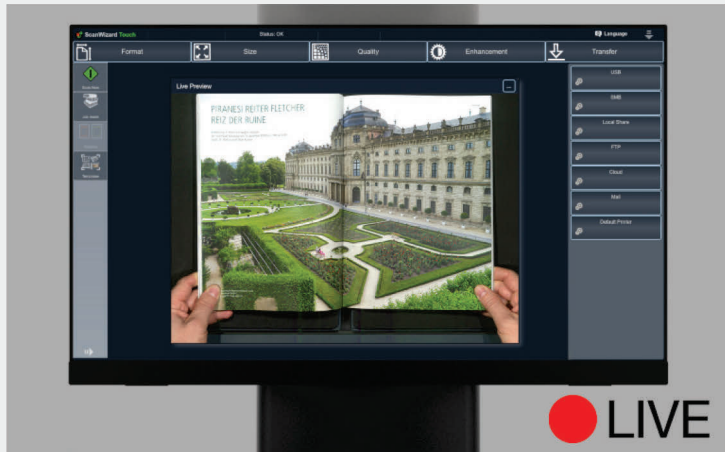 ScanWizard Touch
Status: OK
Language
Format
Size
Quality
Enhancement
Transfer
Live Preview
PIRANESI REITER FLETCHER
REIZ DER RUINE
USB
SMB
Local Share
FTP
Cloud
Mail
Default Printer
LIVE